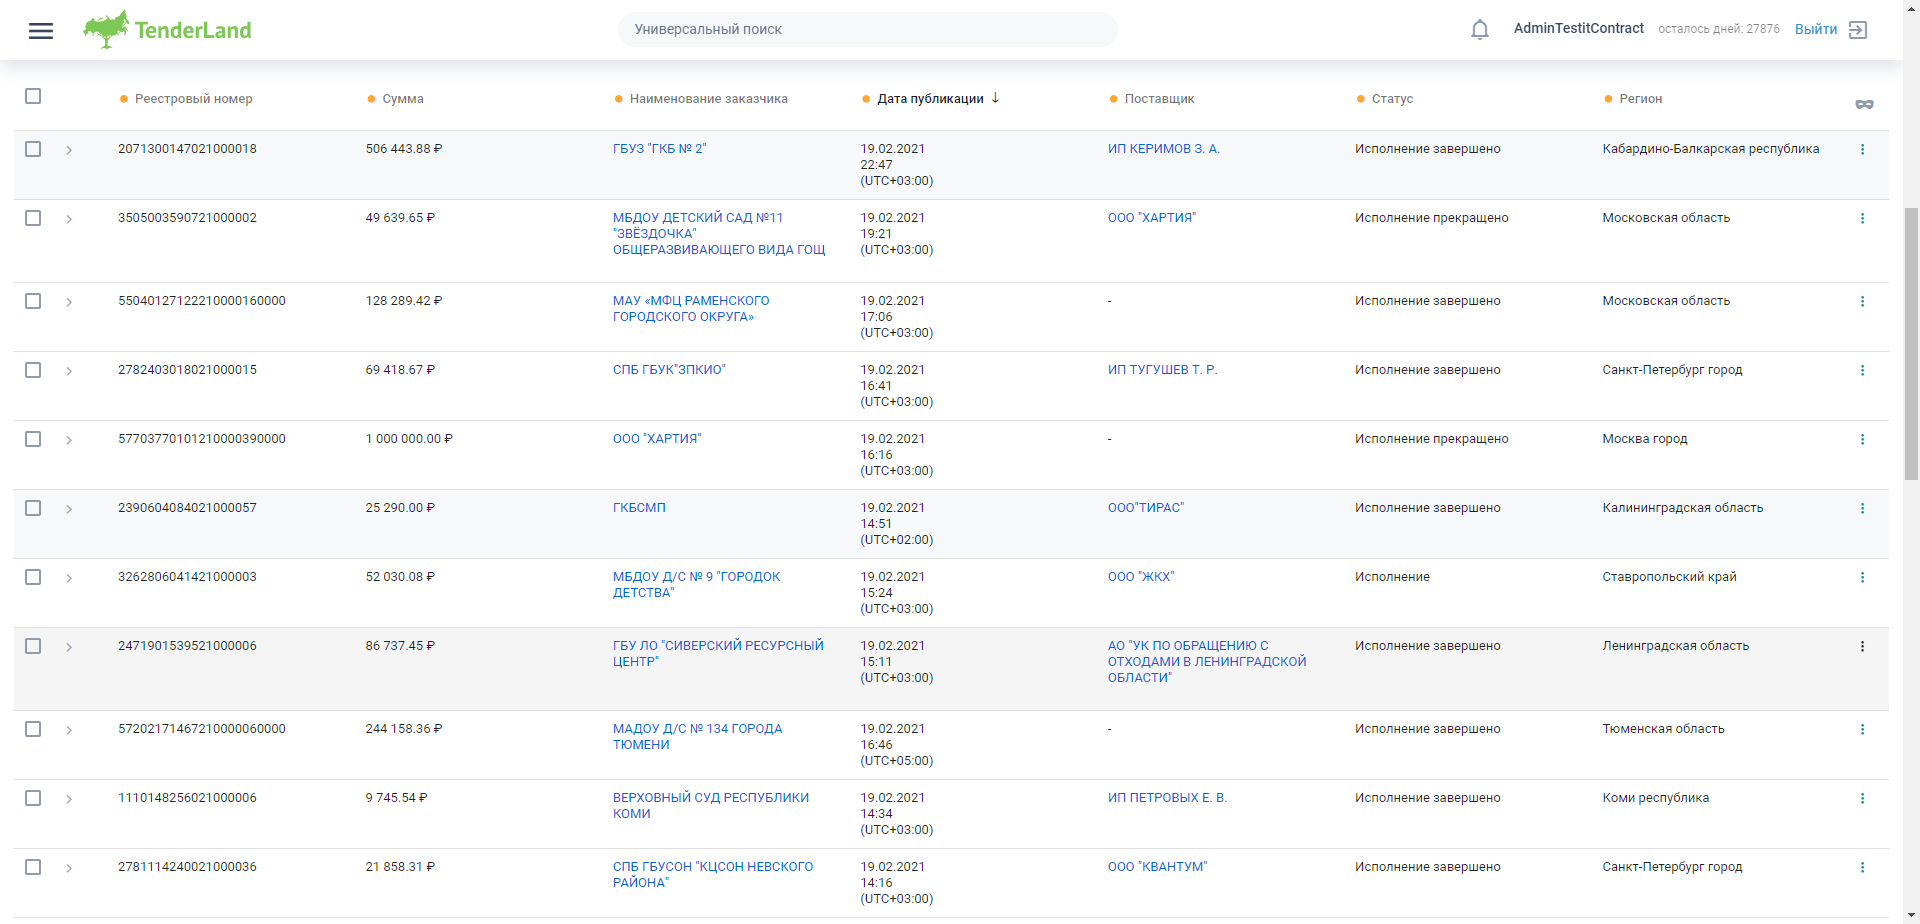 TenderLand
Универсальный поиск
AdminTestitContract
осталось дней: 27876
Выйти
Реестровый номер
Сумма
Наименование заказчика
Дата публикации
Поставщик
Статус
Регион
2071300147021000018
506 443.88 ₽
ГБУЗ "ГКБ № 2"
19.02.2021
22:47
(UTC+03:00)
ИП КЕРИМОВ З. А.
Исполнение завершено
Кабардино-Балкарская республика
3505003590721000002
49 639.65 ₽
МБДОУ ДЕТСКИЙ САД №11
"ЗВЁЗДОЧКА"
ОБЩЕРАЗВИВАЮЩЕГО ВИДА ГОЩ
19.02.2021
19:21
(UTC+03:00)
ООО "ХАРТИЯ"
Исполнение прекращено
Московская область
55040127122210000160000
128 289.42 ₽
МАУ «МФЦ РАМЕНСКОГО
ГОРОДСКОГО ОКРУГА»
19.02.2021
17:06
(UTC+03:00)
-
Исполнение завершено
Московская область
2782403018021000015
69 418.67 ₽
СПБ ГБУК"ЗПКИО"
19.02.2021
16:41
(UTC+03:00)
ИП ТУГУШЕВ Т. Р.
Исполнение завершено
Санкт-Петербург город
57703770101210000390000
1 000 000.00 ₽
ООО "ХАРТИЯ"
19.02.2021
16:16
(UTC+03:00)
-
Исполнение прекращено
Москва город
2390604084021000057
25 290.00 ₽
ГКБСМП
19.02.2021
14:51
(UTC+02:00)
ООО"ТИРАС"
Исполнение завершено
Калининградская область
3262806041421000003
52 030.08 ₽
МБДОУ Д/С № 9 "ГОРОДОК
ДЕТСТВА"
19.02.2021
15:24
(UTC+03:00)
ООО "ЖКХ"
Исполнение
Ставропольский край
2471901539521000006
86 737.45 ₽
ГБУ ЛО "СИВЕРСКИЙ РЕСУРСНЫЙ
ЦЕНТР"
19.02.2021
15:11
(UTC+03:00)
АО "УК ПО ОБРАЩЕНИЮ С
ОТХОДАМИ В ЛЕНИНГРАДСКОЙ
ОБЛАСТИ"
Исполнение завершено
Ленинградская область
57202171467210000060000
244 158.36 ₽
МАДОУ Д/С № 134 ГОРОДА
ТЮМЕНИ
19.02.2021
16:46
(UTC+05:00)
-
Исполнение завершено
Тюменская область
1110148256021000006
9 745.54 ₽
ВЕРХОВНЫЙ СУД РЕСПУБЛИКИ
КОМИ
19.02.2021
14:34
(UTC+03:00)
ИП ПЕТРОВЫХ Е. В.
Исполнение завершено
Коми республика
2781114240021000036
21 858.31 ₽
СПБ ГБУСОН "КЦСОН НЕВСКОГО
РАЙОНА"
19.02.2021
14:16
(UTC+03:00)
ООО "КВАНТУМ"
Исполнение завершено
Санкт-Петербург город